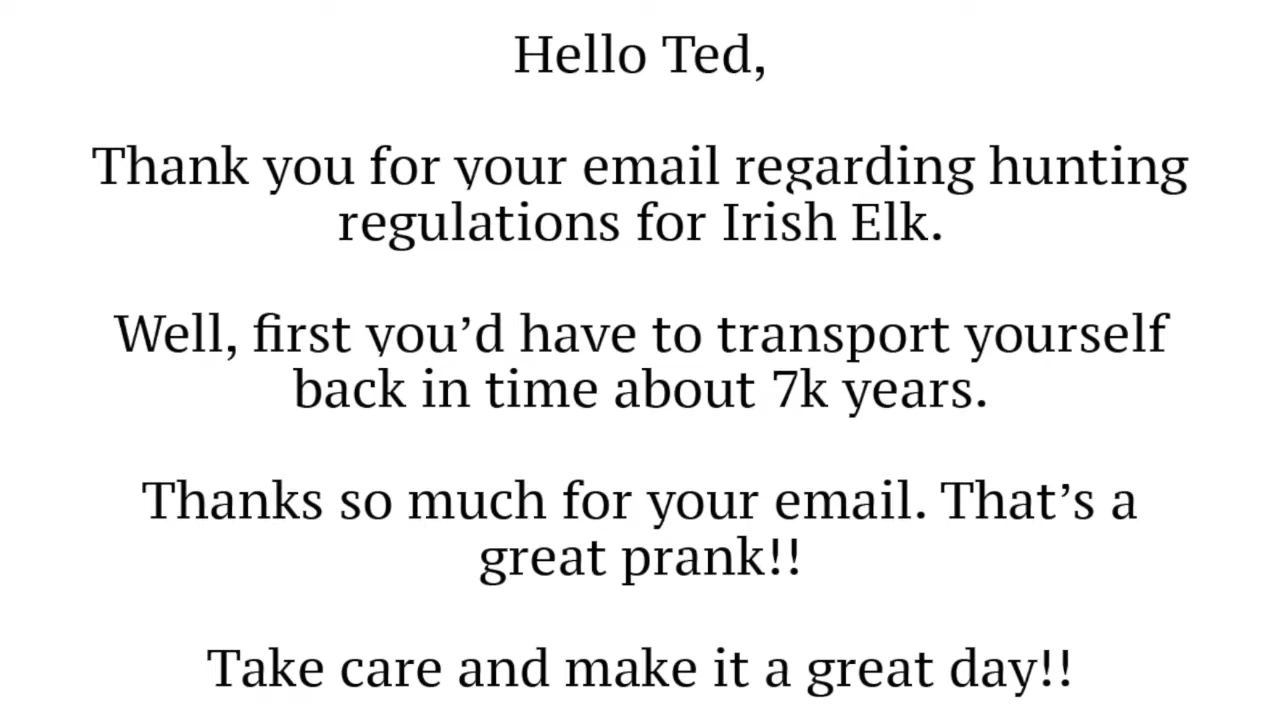 Hello Ted,
Thank you for your email regarding hunting
regulations for Irish Elk.
Well, first you’d have to transport yourself
back in time about 7k years.
Thanks so much for your email. That’s a
great prank!!
Take care and make it a great day!!